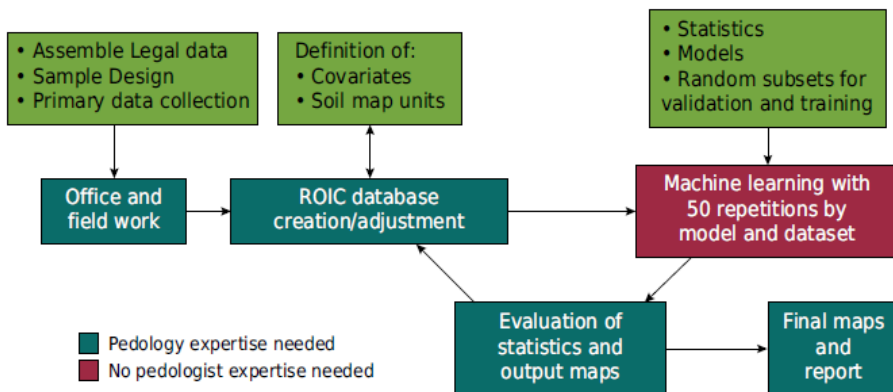 • Assemble Legal data
• Sample Design
• Primary data collection
Definition of:
• Covariates
• Soil map units
• Statistics
• Models
• Random subsets for
validation and training
Office and
field work
ROIC database
creation/adjustment
Machine learning with
50 repetitions by
model and dataset
Evaluation of
statistics and
output maps
Final maps
and
report
Pedology expertise needed
No pedologist expertise needed